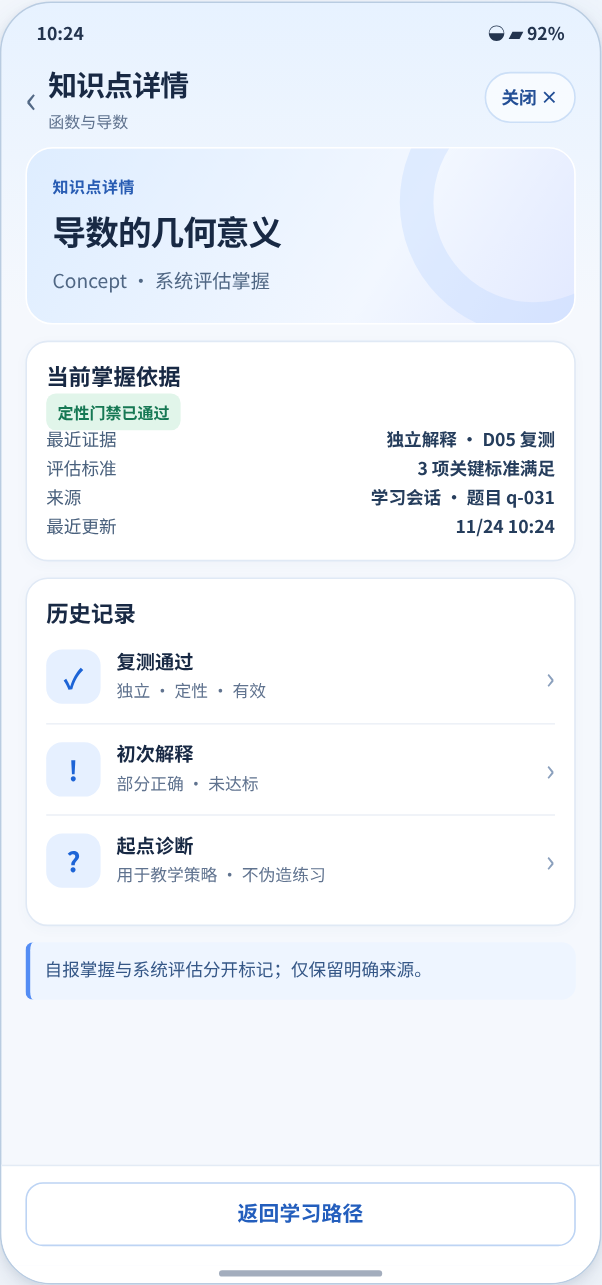 10:24
92%
知识点详情
函数与导数
关闭 ✕
知识点详情
导数的几何意义
Concept · 系统评估掌握
当前掌握依据
定性门禁已通过
最近证据 独立解释 · D05 复测
评估标准 3 项关键标准满足
来源 学习会话 · 题目 q-031
最近更新 11/24 10:24
历史记录
✓ 复测通过
独立 · 定性 · 有效
! 初次解释
部分正确 · 未达标
? 起点诊断
用于教学策略 · 不伪造练习
自报掌握与系统评估分开标记；仅保留明确来源。
返回学习路径